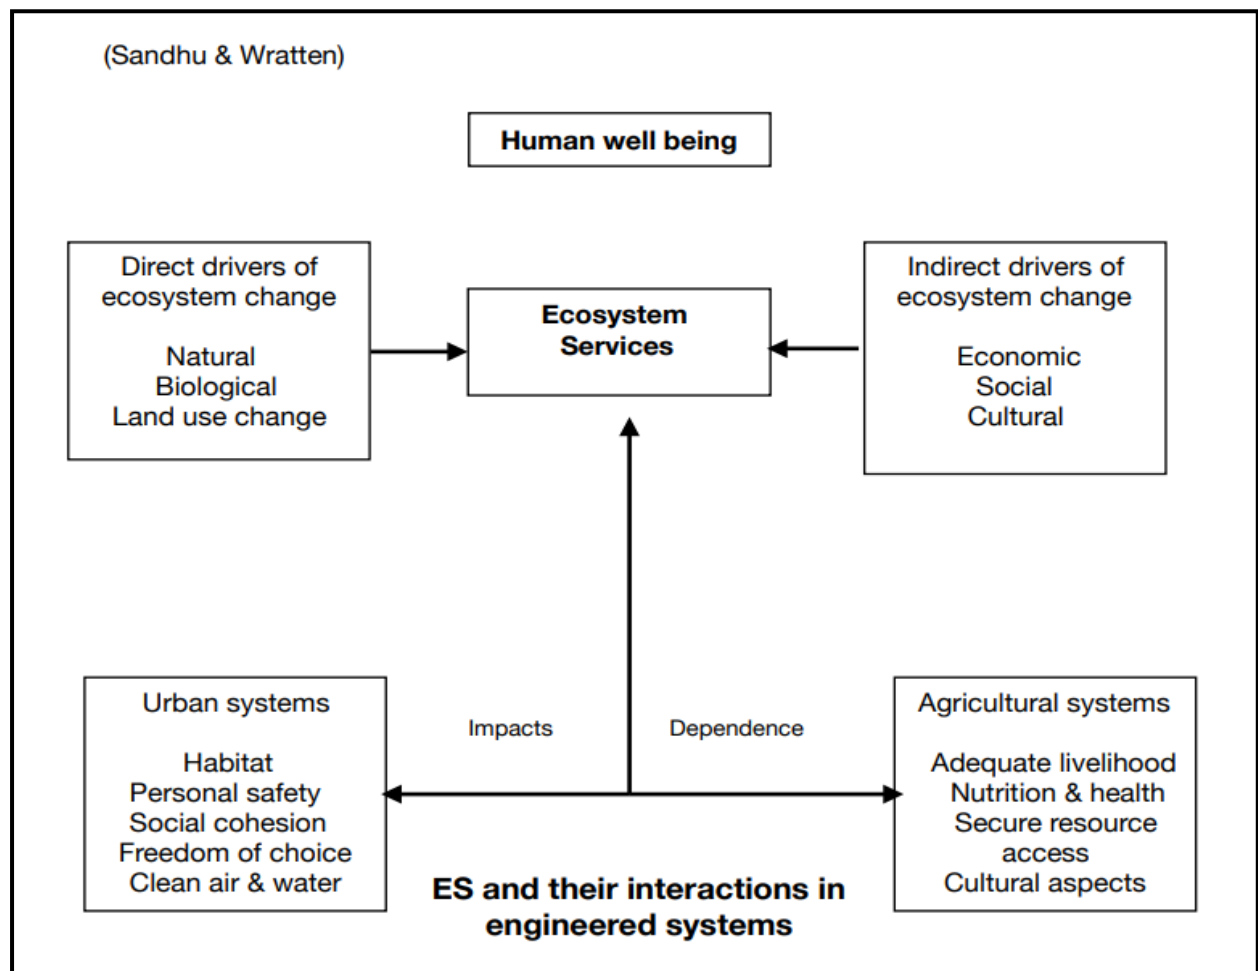 (Sandhu & Wratten)
Human well being
Direct drivers of
ecosystem change
Natural
Biological
Land use change
Ecosystem
Services
Indirect drivers of
ecosystem change
Economic
Social
Cultural
Urban systems
Habitat
Personal safety
Social cohesion
Freedom of choice
Clean air & water
Impacts
Dependence
Agricultural systems
Adequate livelihood
Nutrition & health
Secure resource
access
Cultural aspects
ES and their interactions in
engineered systems